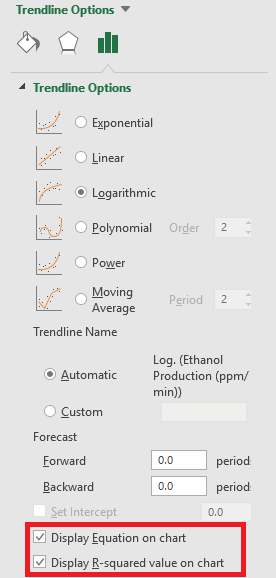 Trendline Options
Trendline Options
Exponential
Linear
Logarithmic
Polynomial Order 2
Power
Moving Average Period 2
Trendline Name
Automatic Log. (Ethanol Production (ppm/min))
Custom
Forecast
Forward 0.0 period
Backward 0.0 period
Set Intercept 0.0
Display Equation on chart
Display R-squared value on chart